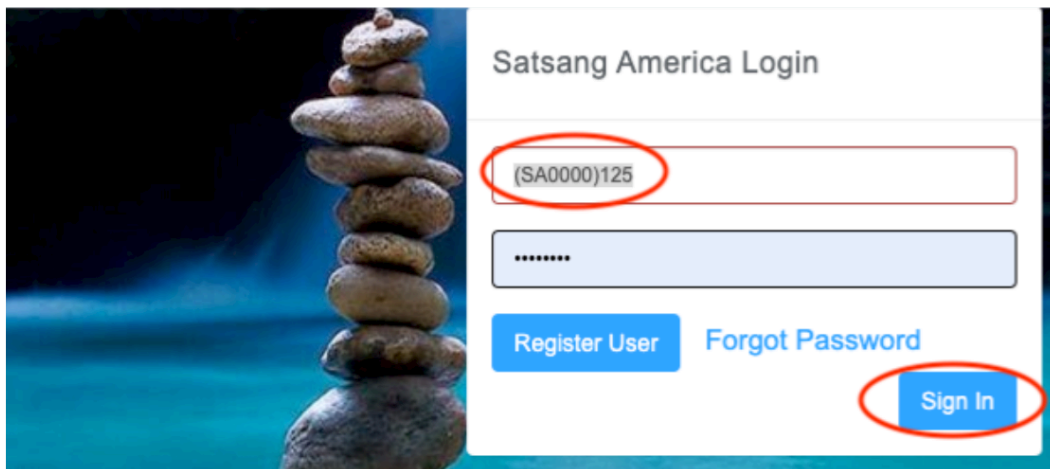 Satsang America Login
(SA0000)125
••••••••
Register User Forgot Password
Sign In